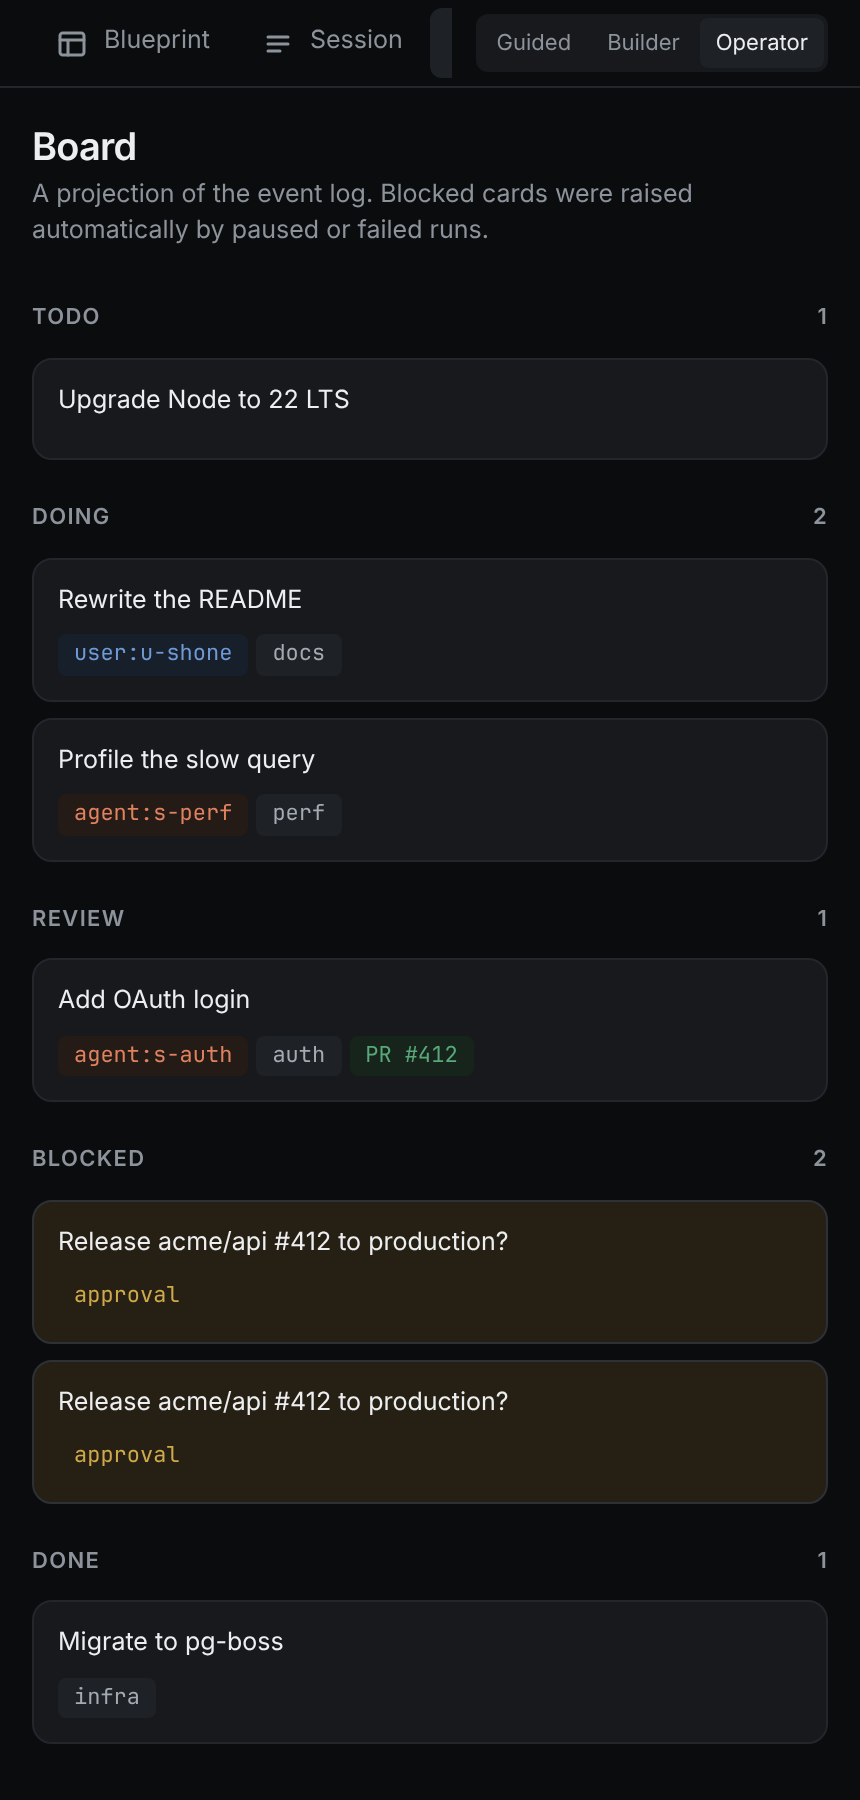 Blueprint
Session
Guided
Builder
Operator
Board
A projection of the event log. Blocked cards were raised
automatically by paused or failed runs.
TODO 1
Upgrade Node to 22 LTS
DOING 2
Rewrite the README
user:u-shone docs
Profile the slow query
agent:s-perf perf
REVIEW 1
Add OAuth login
agent:s-auth auth PR #412
BLOCKED 2
Release acme/api #412 to production?
approval
Release acme/api #412 to production?
approval
DONE 1
Migrate to pg-boss
infra